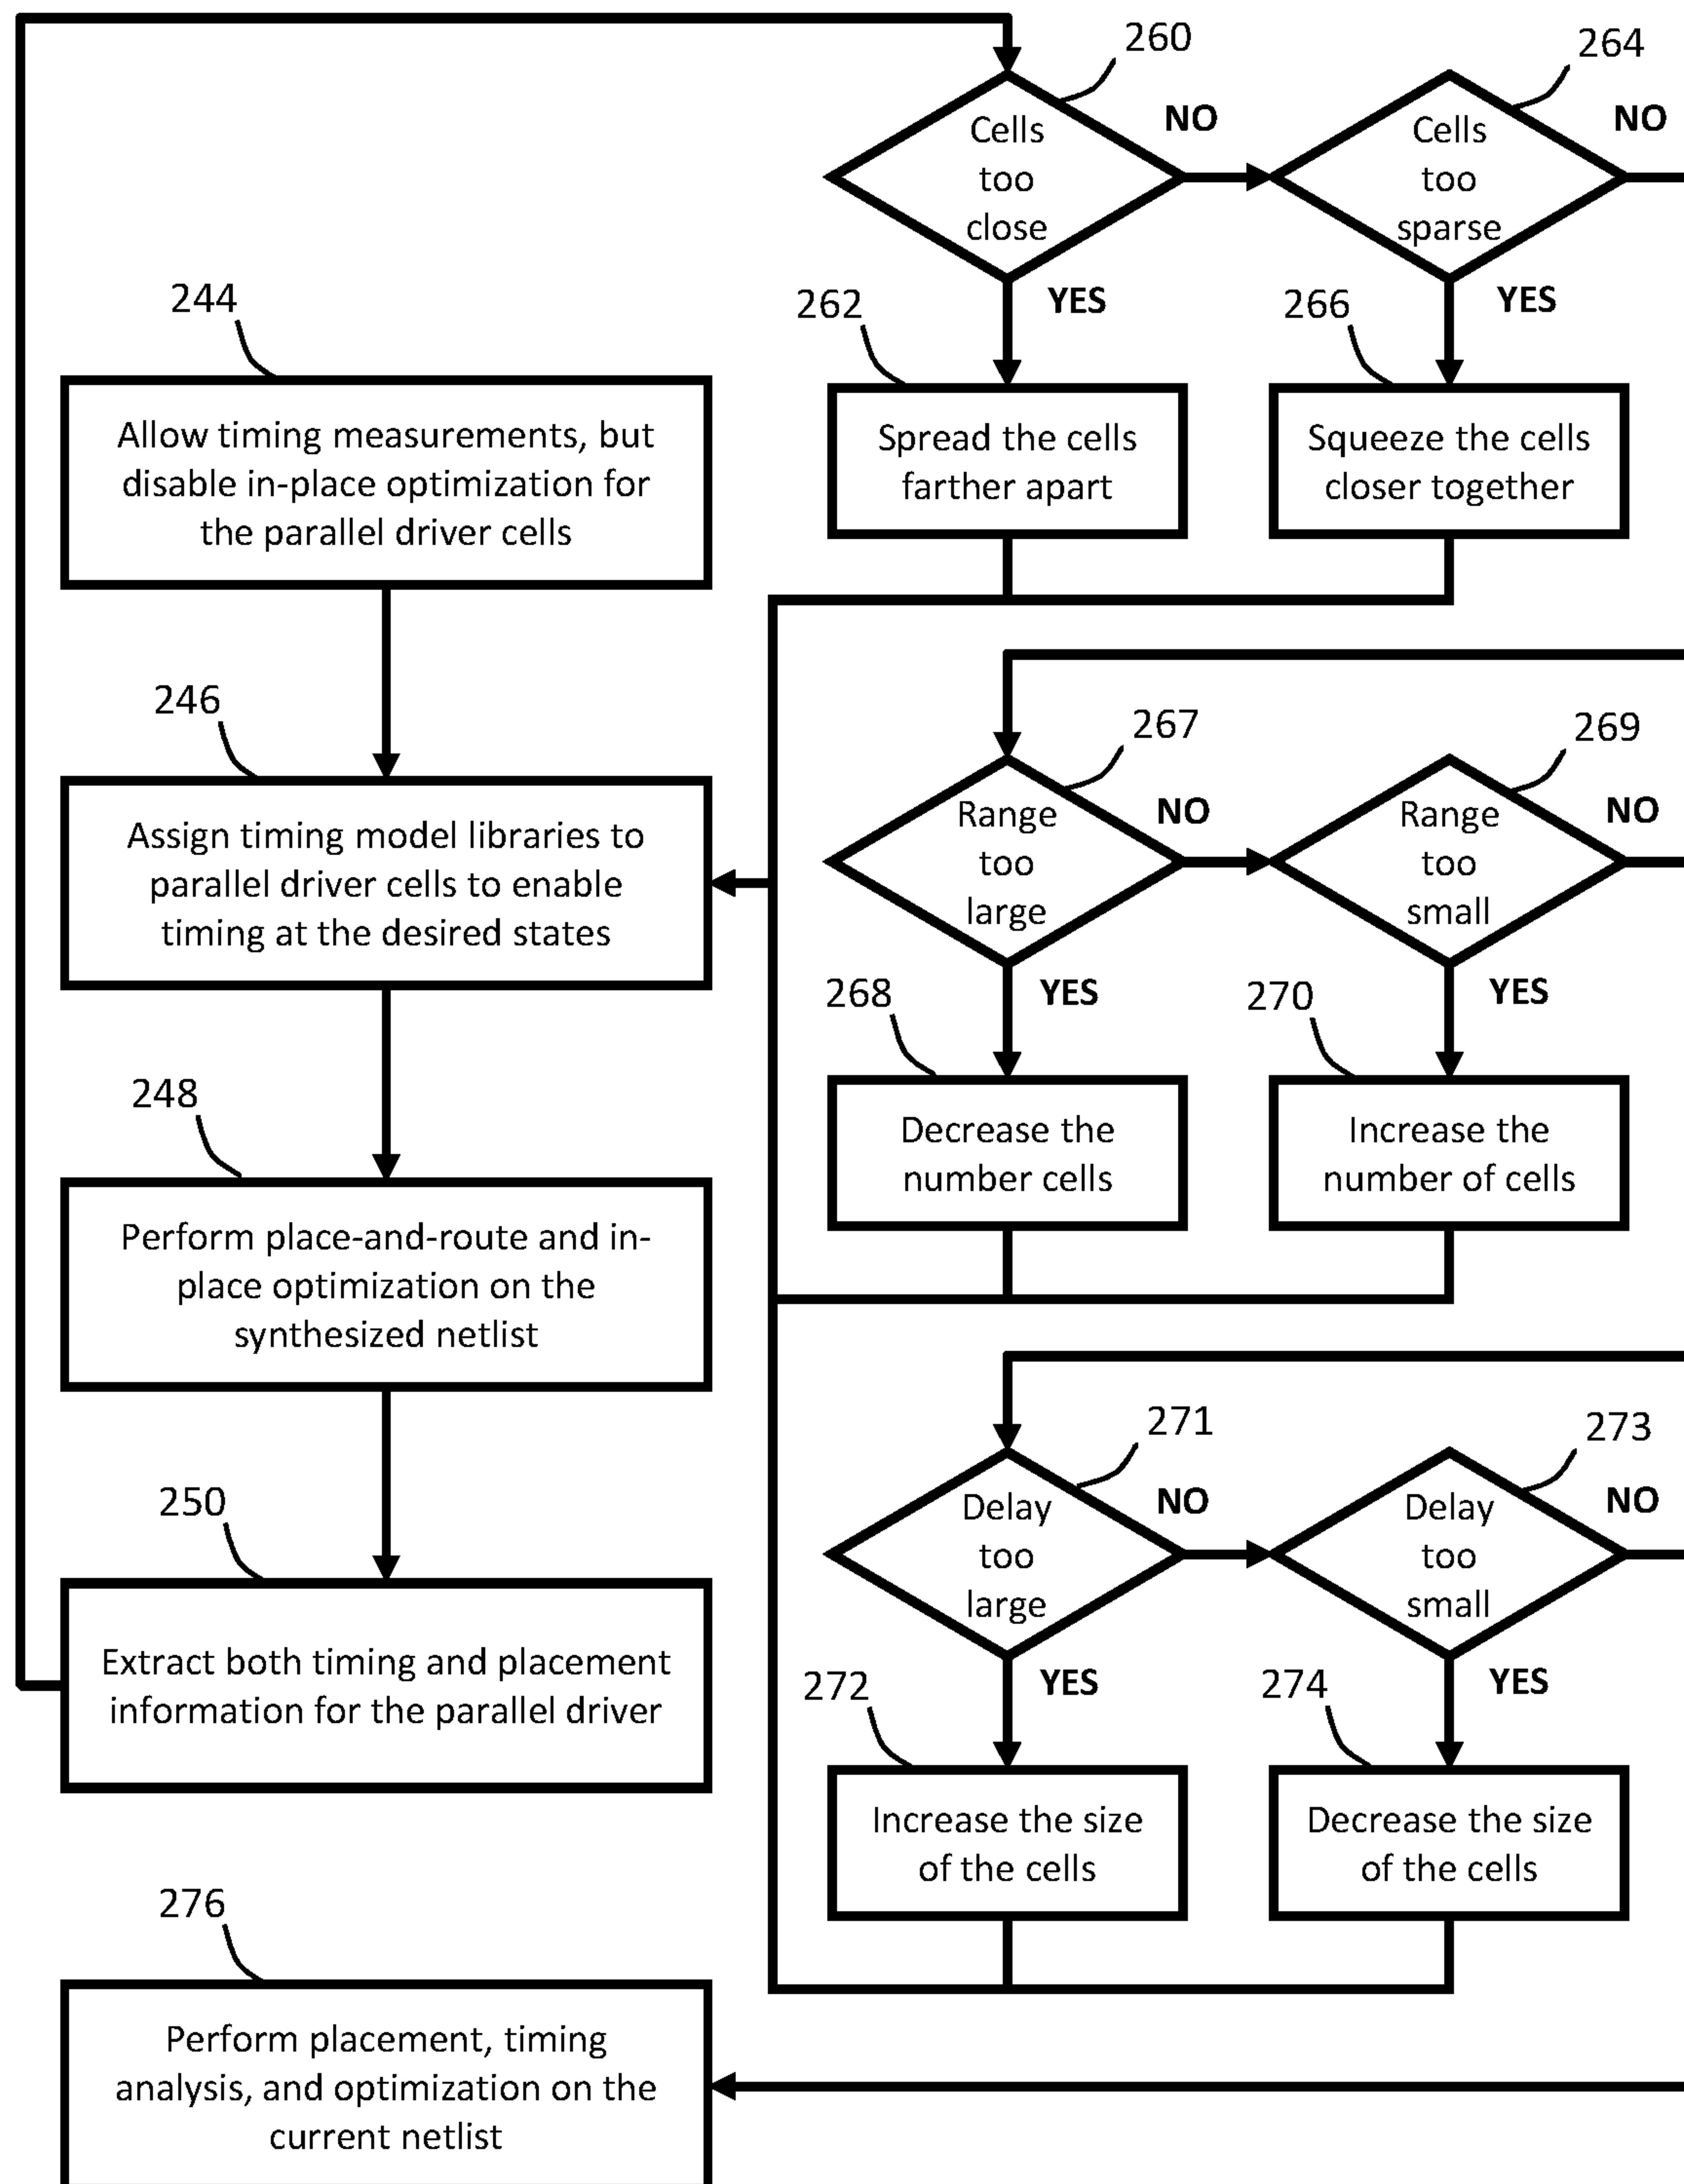 244
Allow timing measurements, but
disable in-place optimization for
the parallel driver cells
246
Assign timing model libraries to
parallel driver cells to enable
timing at the desired states
248
Perform place-and-route and in-
place optimization on the
synthesized netlist
250
Extract both timing and placement
information for the parallel driver
276
Perform placement, timing
analysis, and optimization on the
current netlist
260
Cells
too
close
NO
YES
262
Spread the cells
farther apart
264
Cells
too
sparse
NO
YES
266
Squeeze the cells
closer together
267
Range
too
large
NO
YES
268
Decrease the
number cells
269
Range
too
small
NO
YES
270
Increase the
number of cells
271
Delay
too
large
NO
YES
272
Increase the size
of the cells
273
Delay
too
small
NO
YES
274
Decrease the size
of the cells